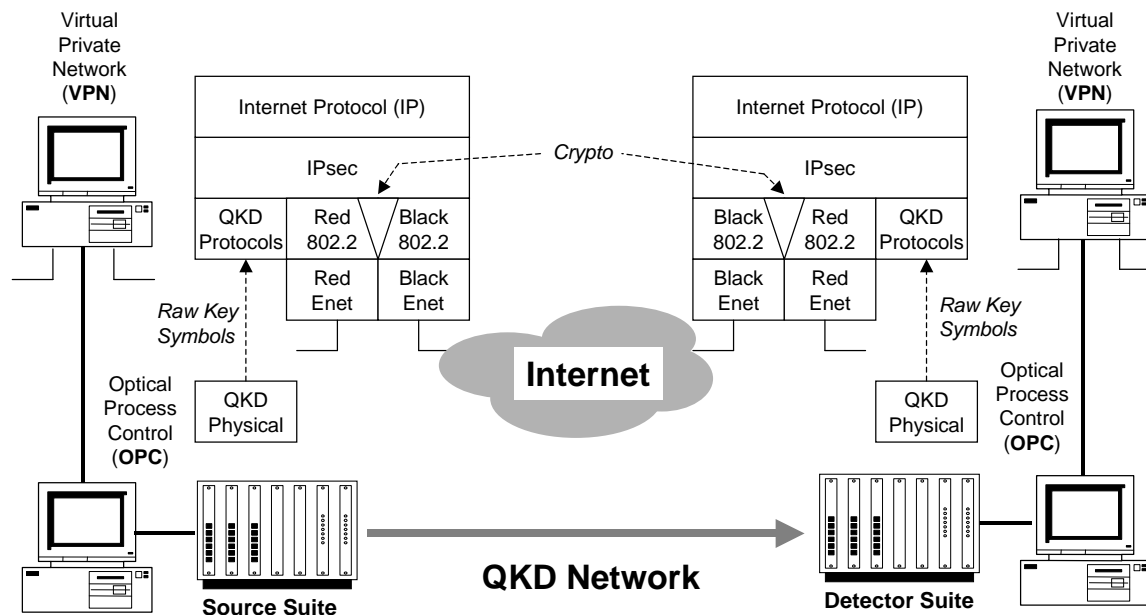 Virtual
Private
Network
(VPN)
Internet Protocol (IP)
IPsec
QKD
Protocols
Red
802.2
Black
802.2
Red
Enet
Black
Enet
Crypto
Internet Protocol (IP)
IPsec
Black
802.2
Red
802.2
QKD
Protocols
Black
Enet
Red
Enet
Virtual
Private
Network
(VPN)
Raw Key
Symbols
Internet
Raw Key
Symbols
Optical
Process
Control
(OPC)
QKD
Physical
QKD
Physical
Optical
Process
Control
(OPC)
Source Suite
QKD Network
Detector Suite